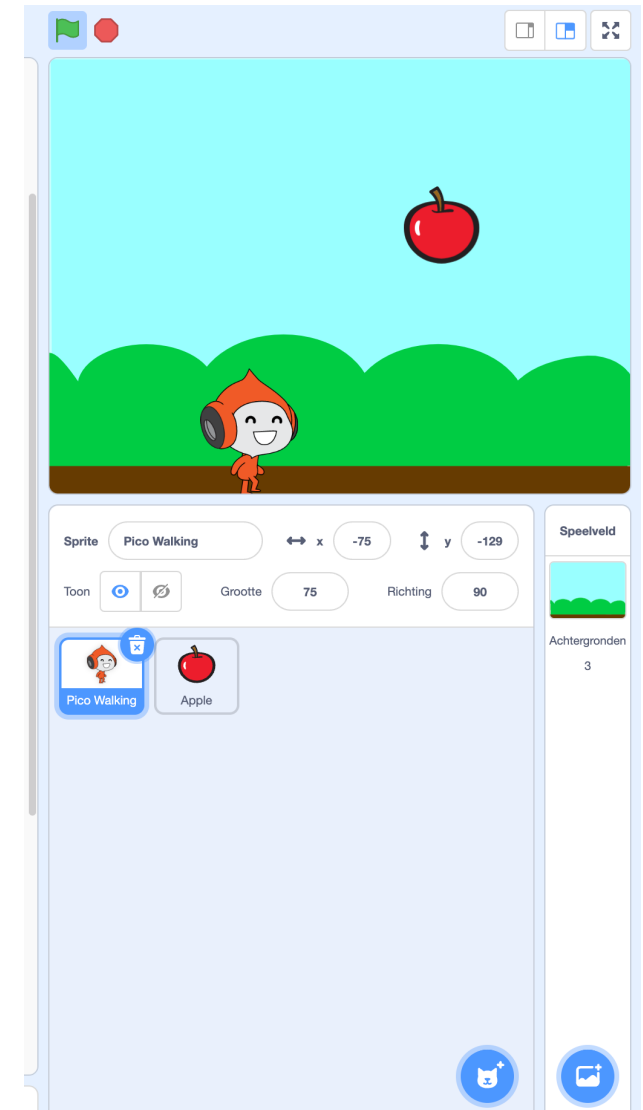 Sprite Pico Walking x -75 y -129
Toon Grootte 75 Richting 90
Pico Walking Apple
Speelveld
Achtergronden
3